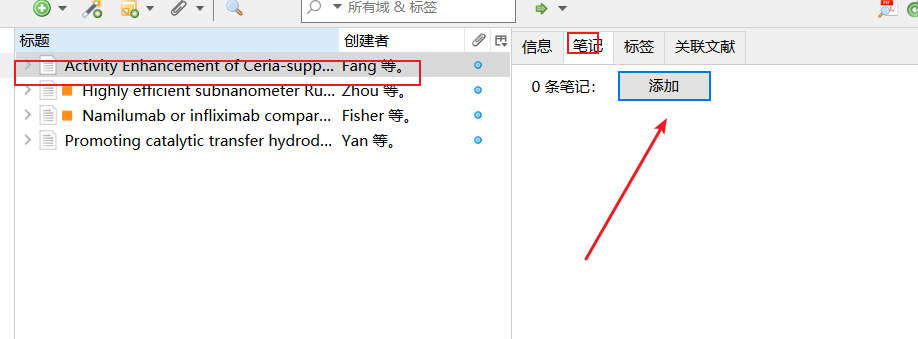 所有域 & 标签
标题 创建者
Activity Enhancement of Ceria-supp... Fang 等。
Highly efficient subnanometer Ru... Zhou 等。
Namilumab or infliximab compar... Fisher 等。
Promoting catalytic transfer hydrod... Yan 等。
信息 笔记 标签 关联文献
0 条笔记： 添加